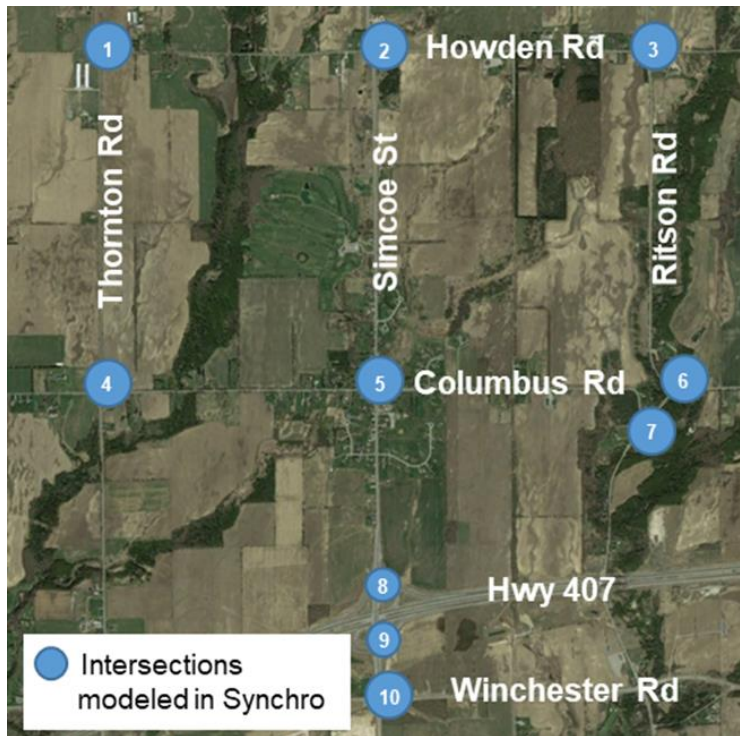 1
2
Howden Rd
3
Thornton Rd
Simcoe St
Ritson Rd
4
5
Columbus Rd
6
7
8
Hwy 407
9
Intersections
modeled in Synchro
10
Winchester Rd